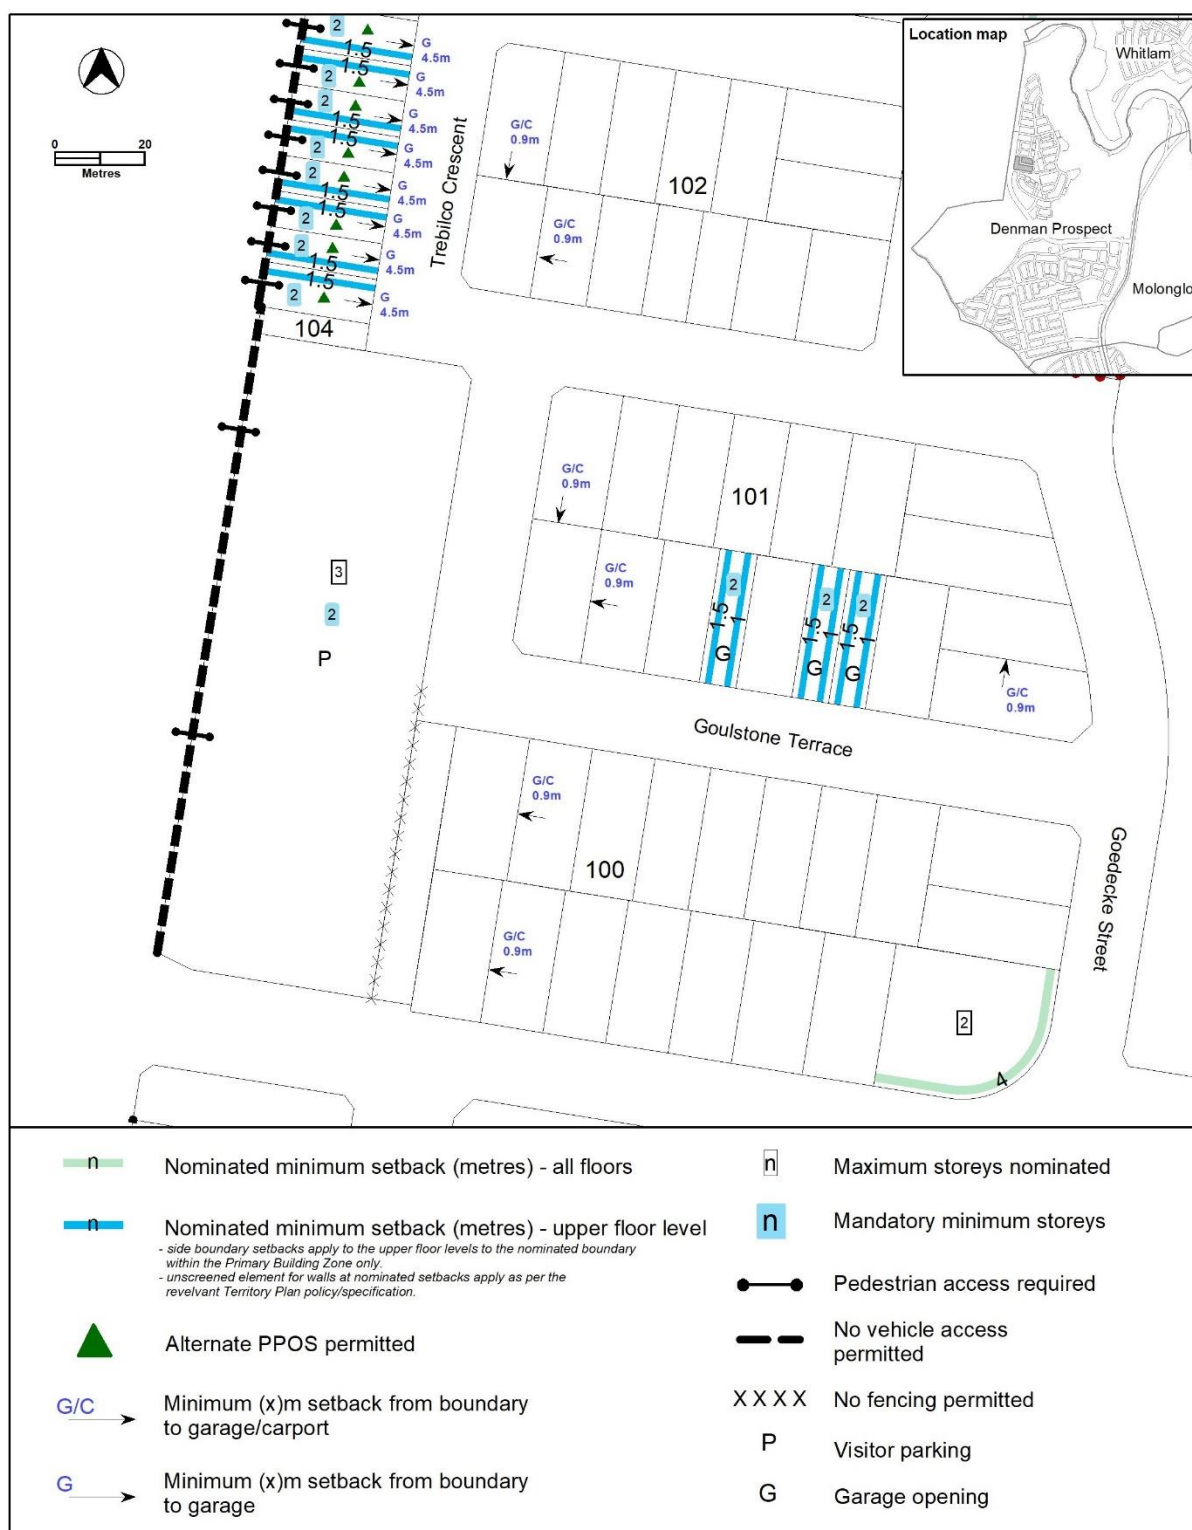 Location map
Whitlam
Denman Prospect
Molonglo
0 20
Metres
2
G
4.5m
1.5
1.5
2
G
4.5m
2
G
4.5m
1.5
1.5
2
G
4.5m
2
G
4.5m
1.5
1.5
2
G
4.5m
2
G
4.5m
1.5
1.5
2
G
4.5m
104
Trebilco Crescent
G/C
0.9m
102
G/C
0.9m
G/C
0.9m
101
G/C
0.9m
3
2
P
2
1.5
1
G
2
1.5
1
G
2
1.5
1
G
G/C
0.9m
Goulstone Terrace
G/C
0.9m
100
G/C
0.9m
Goedecke Street
2
4
n Nominated minimum setback (metres) - all floors
n Nominated minimum setback (metres) - upper floor level
- side boundary setbacks apply to the upper floor levels to the nominated boundary
within the Primary Building Zone only.
- unscreened element for walls at nominated setbacks apply as per the
revelvant Territory Plan policy/specification.
Alternate PPOS permitted
G/C Minimum (x)m setback from boundary
to garage/carport
G Minimum (x)m setback from boundary
to garage
n Maximum storeys nominated
n Mandatory minimum storeys
Pedestrian access required
No vehicle access
permitted
X X X X No fencing permitted
P Visitor parking
G Garage opening